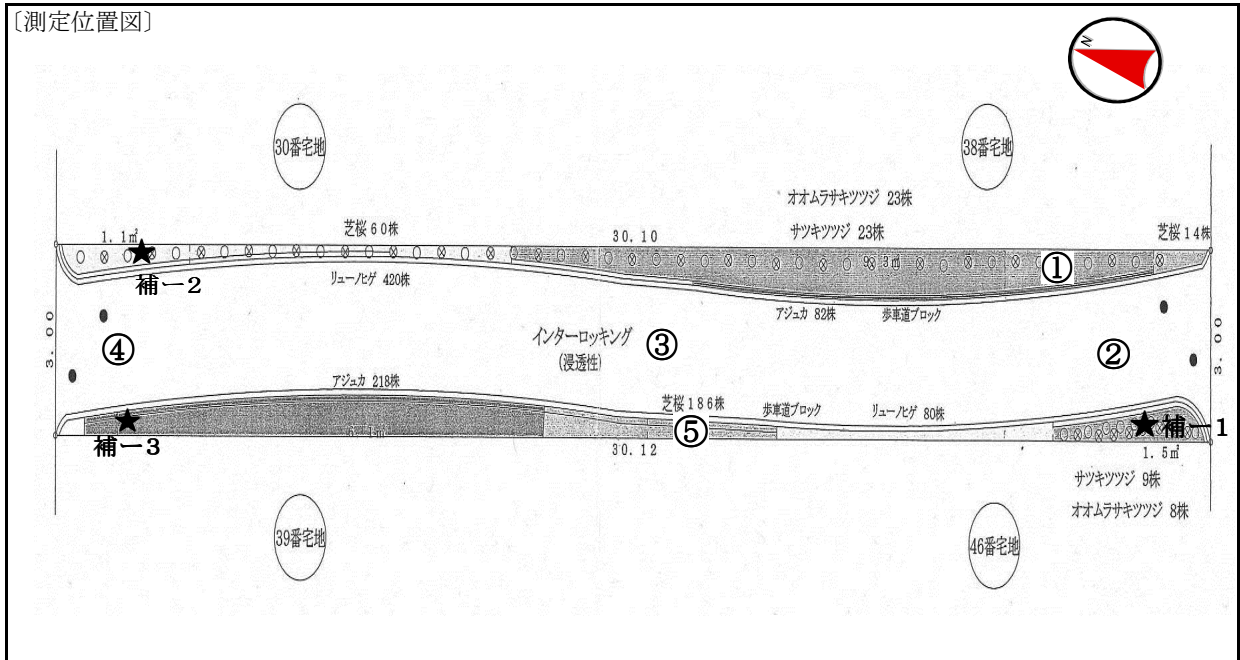 〔測定位置図〕
N
30番宅地
38番宅地
オオムラサキツツジ 23株
芝桜 60株
サツキツツジ 23株
芝桜 14株
1.1㎡
30.10
補－2
リューノヒゲ 420株
①
アジュカ 82株
歩車道ブロック
3.00
④
インターロッキング
(浸透性)
③
②
3.00
アジュカ 218株
芝桜 186株
歩車道ブロック
リューノヒゲ 80株
⑤
補－3
補－1
30.12
1.5㎡
サツキツツジ 9株
オオムラサキツツジ 8株
39番宅地
46番宅地